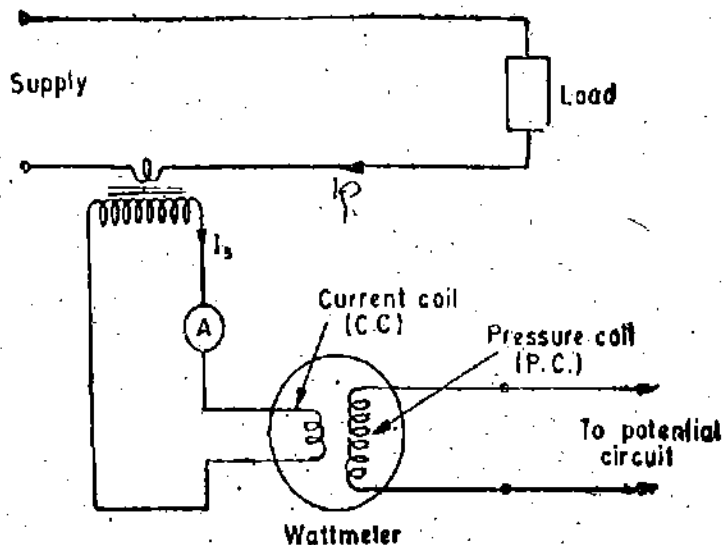 Supply
Load
Ip
Is
A
Current coil
(C.C)
Pressure coil
(P.C.)
To potential
circuit
Wattmeter